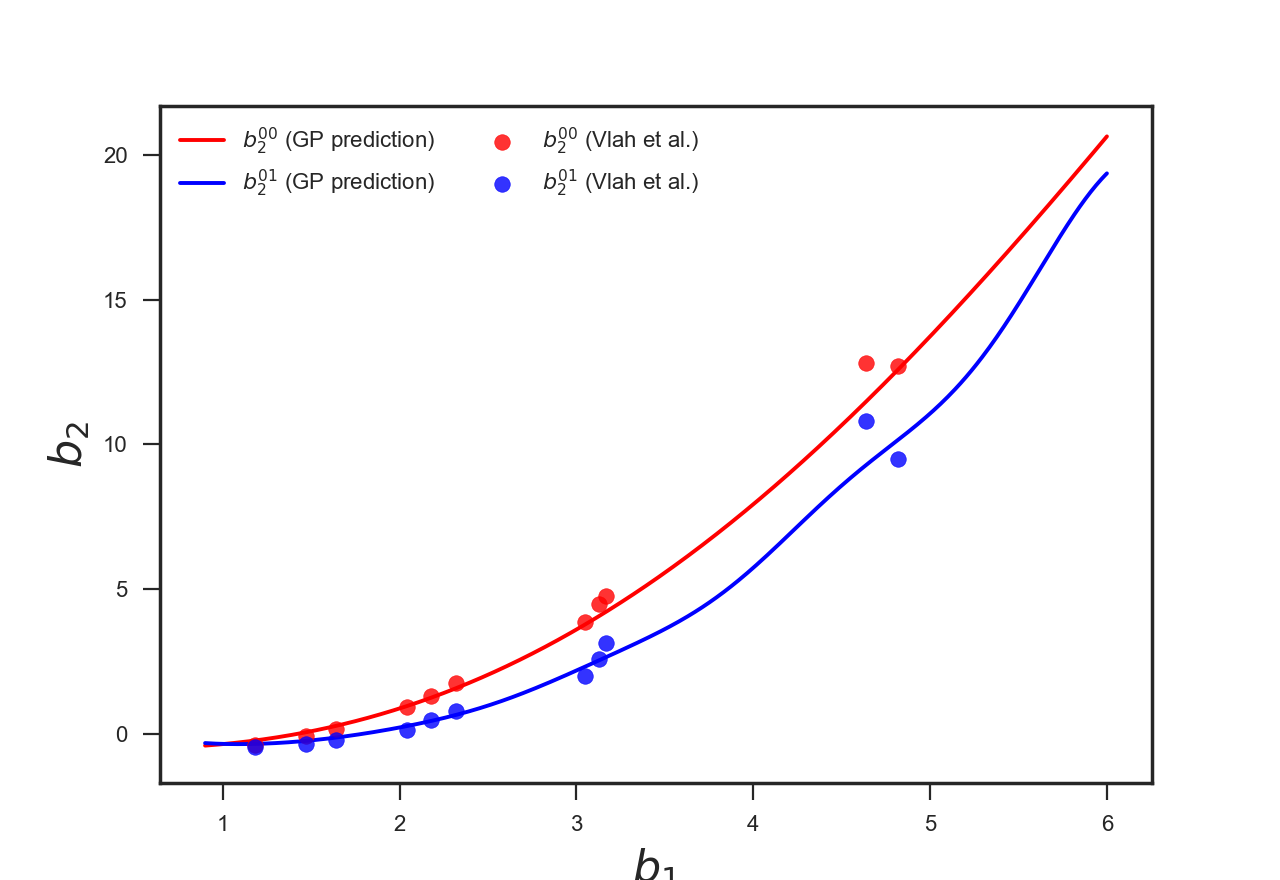 b₂⁰⁰ (GP prediction) b₂⁰⁰ (Vlah et al.)
b₂⁰¹ (GP prediction) b₂⁰¹ (Vlah et al.)
20
15
10
5
0
b₂
1 2 3 4 5 6
b₁